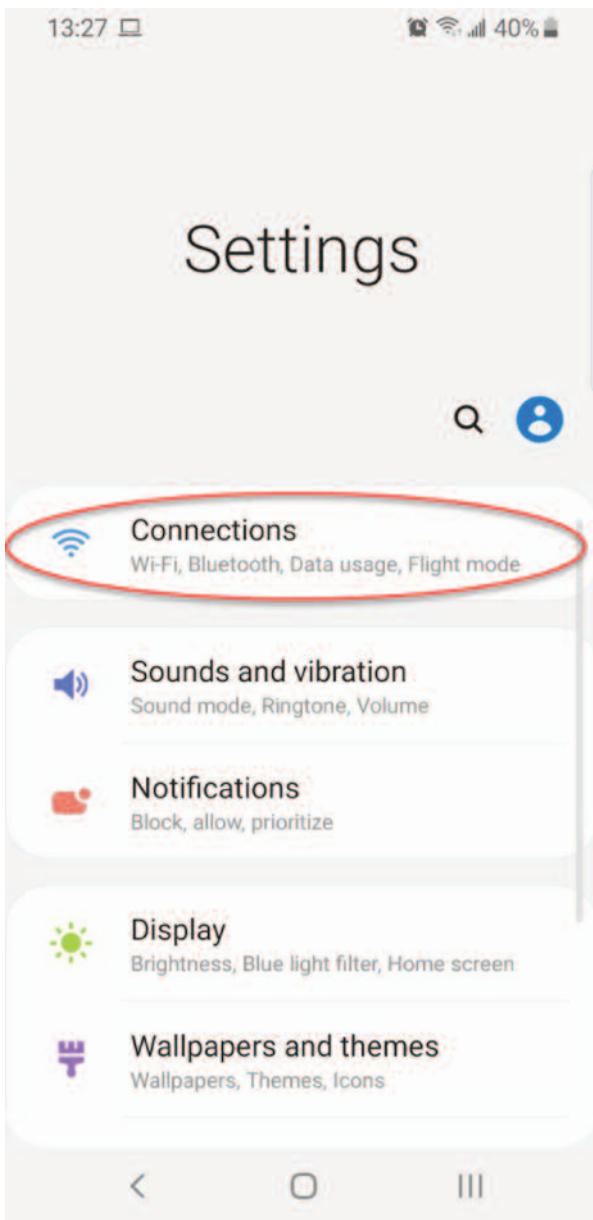 13:27 40%
Settings
Connections
Wi-Fi, Bluetooth, Data usage, Flight mode
Sounds and vibration
Sound mode, Ringtone, Volume
Notifications
Block, allow, prioritize
Display
Brightness, Blue light filter, Home screen
Wallpapers and themes
Wallpapers, Themes, Icons